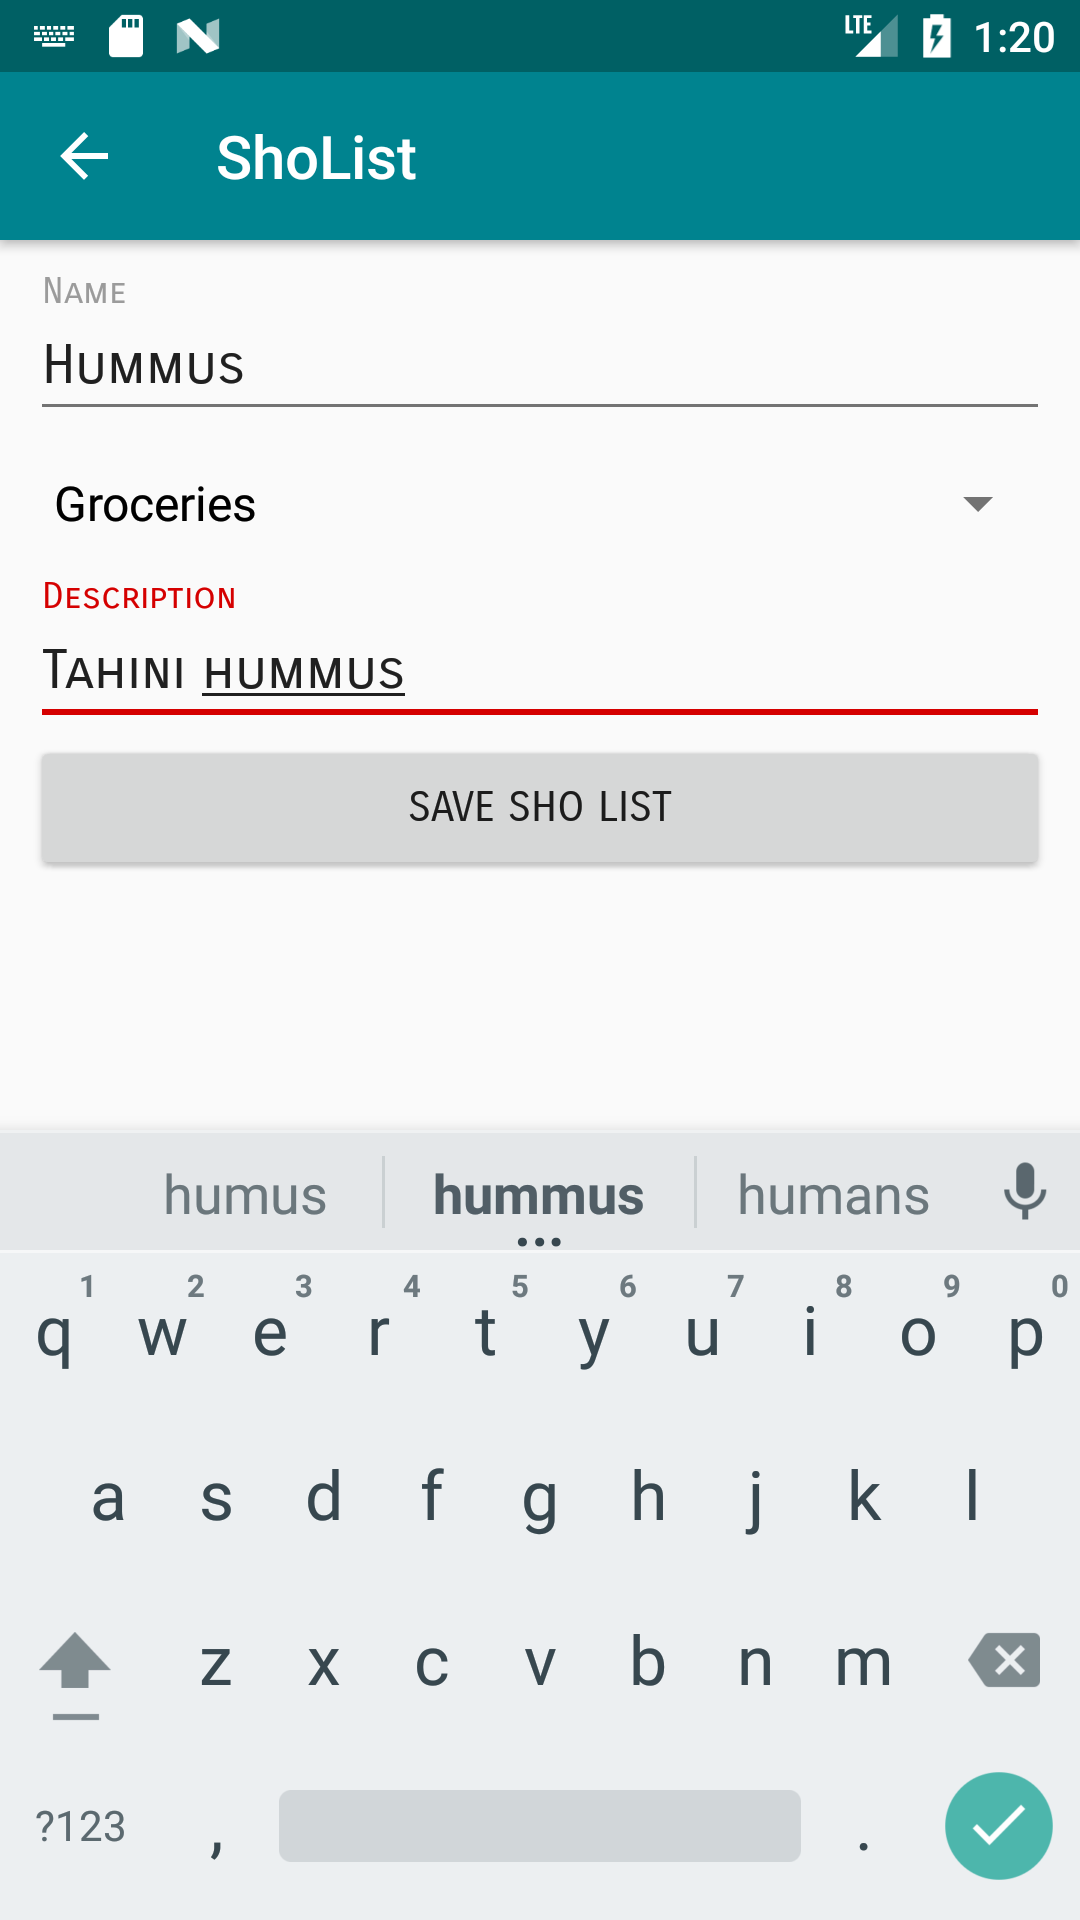 LTE 1:20
ShoList
Name
Hummus
Groceries
Description
Tahini hummus
SAVE SHO LIST
humus hummus humans
1 2 3 4 5 6 7 8 9 0
q w e r t y u i o p
a s d f g h j k l
z x c v b n m
?123 , .